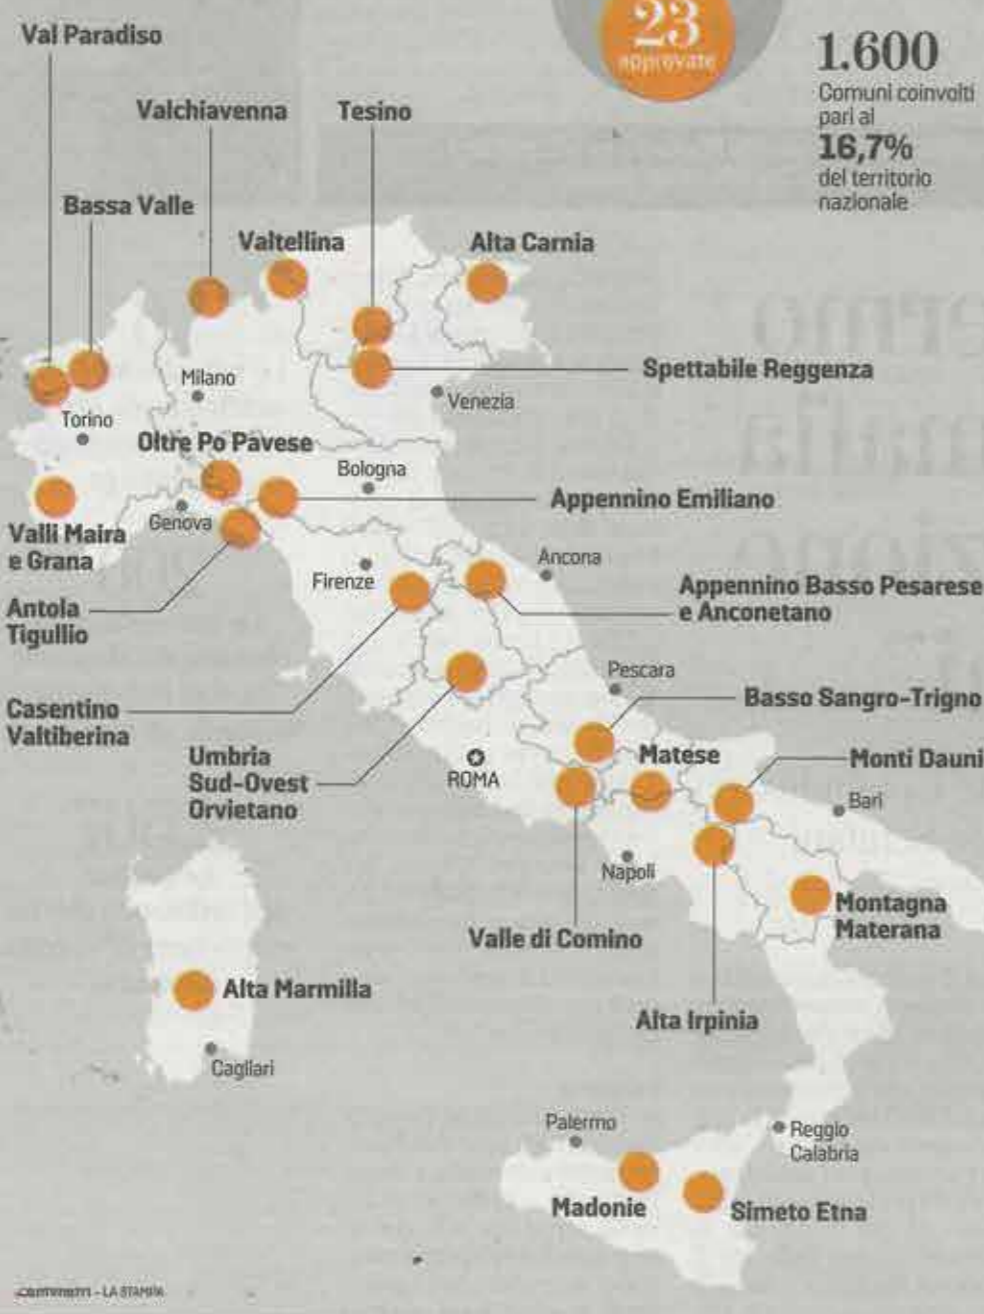 23
approvate
1.600
Comuni coinvolti
pari al
16,7%
del territorio
nazionale
Val Paradiso
Valchiavenna
Tesino
Bassa Valle
Valtellina
Alta Carnia
Spettabile Reggenza
Milano
Venezia
Torino
Oltre Po Pavese
Bologna
Appennino Emiliano
Genova
Valli Maira
e Grana
Antola
Tigullio
Firenze
Ancona
Appennino Basso Pesarese
e Anconetano
Casentino
Valtiberina
Pescara
Basso Sangro-Trigno
Umbria
Sud-Ovest
Orvietano
ROMA
Matese
Monti Dauni
Bari
Napoli
Montagna
Materana
Valle di Comino
Alta Irpinia
Alta Marmilla
Cagliari
Palermo
Reggio
Calabria
Madonie
Simeto Etna
- LA STAMPA